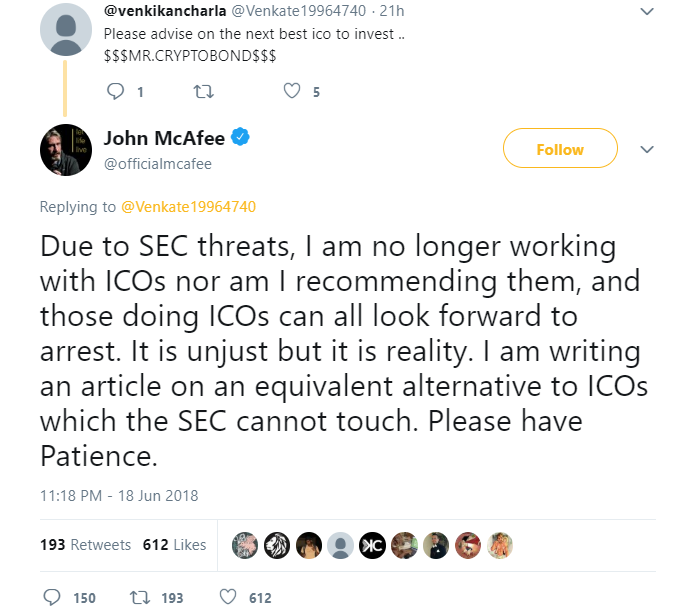 @venkikancharla @Venkate19964740 · 21h
Please advise on the next best ico to invest ..
$$$MR.CRYPTOBOND$$$
1 5
John McAfee
@officialmcafee
Follow
Replying to @Venkate19964740
Due to SEC threats, I am no longer working
with ICOs nor am I recommending them, and
those doing ICOs can all look forward to
arrest. It is unjust but it is reality. I am writing
an article on an equivalent alternative to ICOs
which the SEC cannot touch. Please have
Patience.
11:18 PM - 18 Jun 2018
193 Retweets 612 Likes
150 193 612